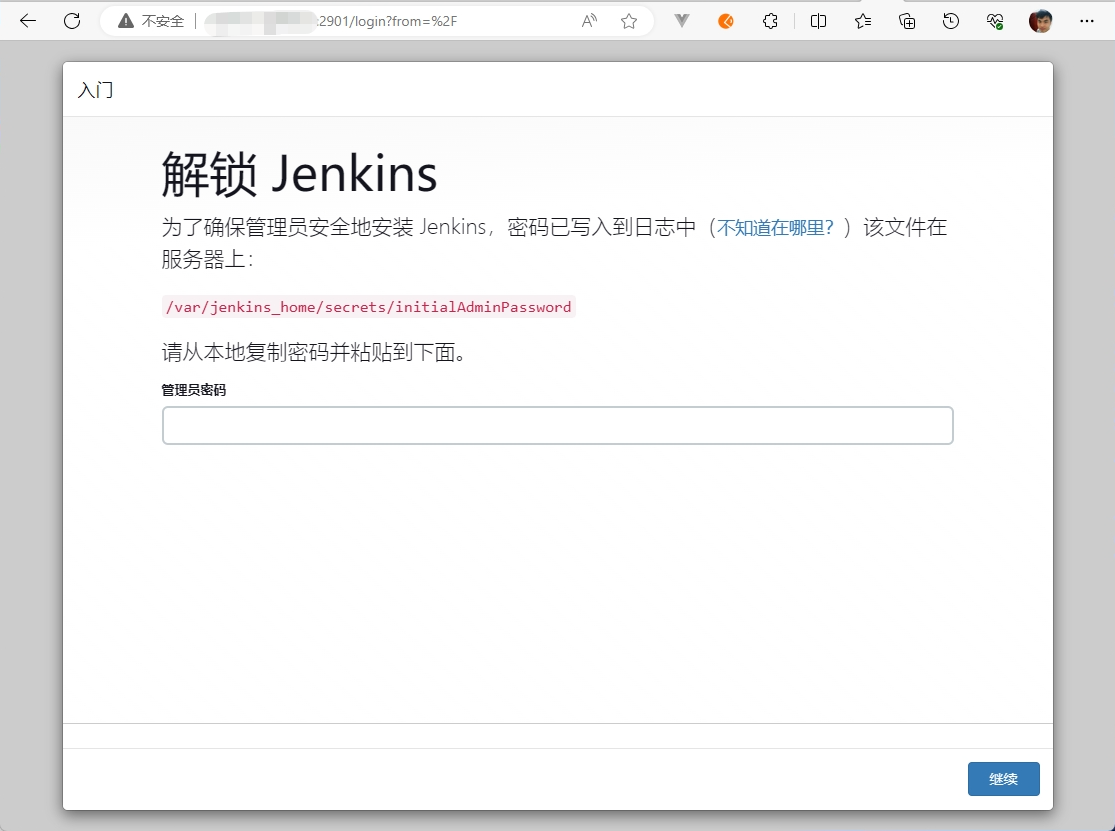 不安全
:2901/login?from=%2F
入门
解锁 Jenkins
为了确保管理员安全地安装 Jenkins，密码已写入到日志中（不知道在哪里？）该文件在
服务器上：
/var/jenkins_home/secrets/initialAdminPassword
请从本地复制密码并粘贴到下面。
管理员密码
继续